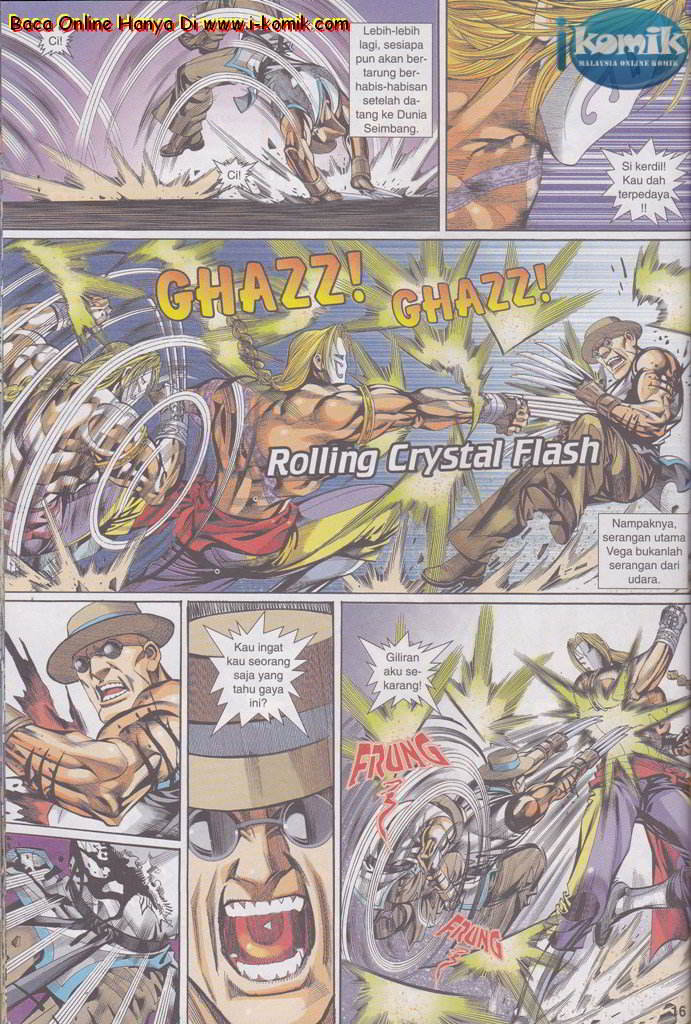 Baca Online Hanya Di www.i-komik.com
i komik
MALAYSIA ONLINE KOMIK
Ci!
Lebih-lebih
lagi, sesiapa
pun akan ber-
tarung ber-
habis-habisan
setelah da-
tang ke Dunia
Seimbang.
Ci!
Si kerdil!
Kau dah
terpedaya
!!
GHAZZ!
GHAZZ!
Rolling Crystal Flash
Nampaknya,
serangan utama
Vega bukanlah
serangan dari
udara.
Kau ingat
kau seorang
saja yang
tahu gaya
ini?
Giliran
aku se-
karang!
FRUNG
FRUNG
16